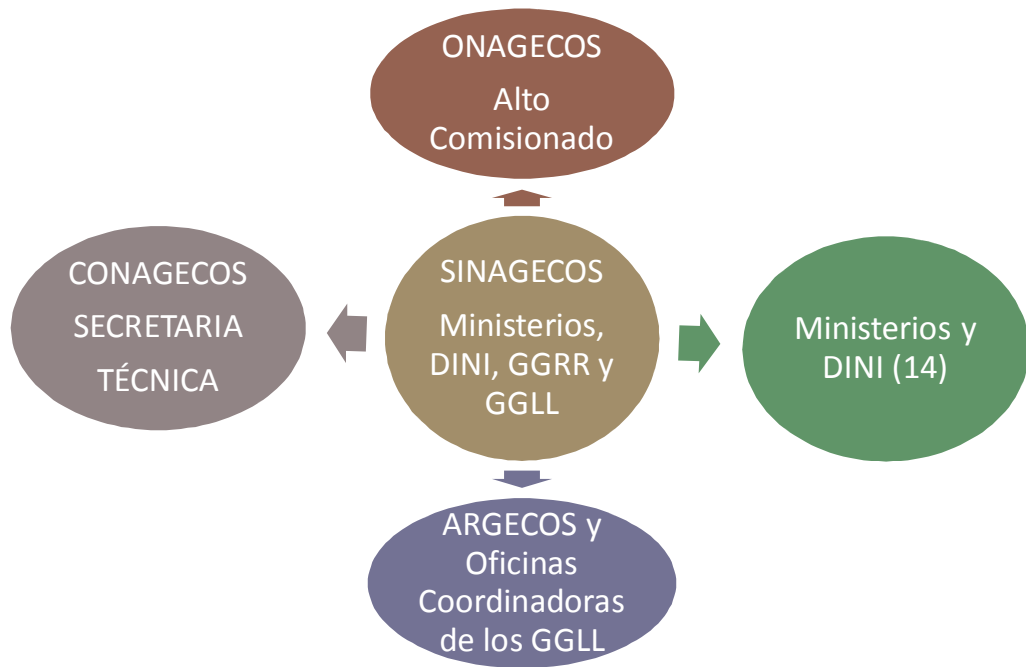 ONAGECOS
Alto
Comisionado
CONAGECOS
SECRETARIA
TÉCNICA
SINAGECOS
Ministerios,
DINI, GGRR y
GGLL
Ministerios y
DINI (14)
ARGECOS y
Oficinas
Coordinadoras
de los GGLL